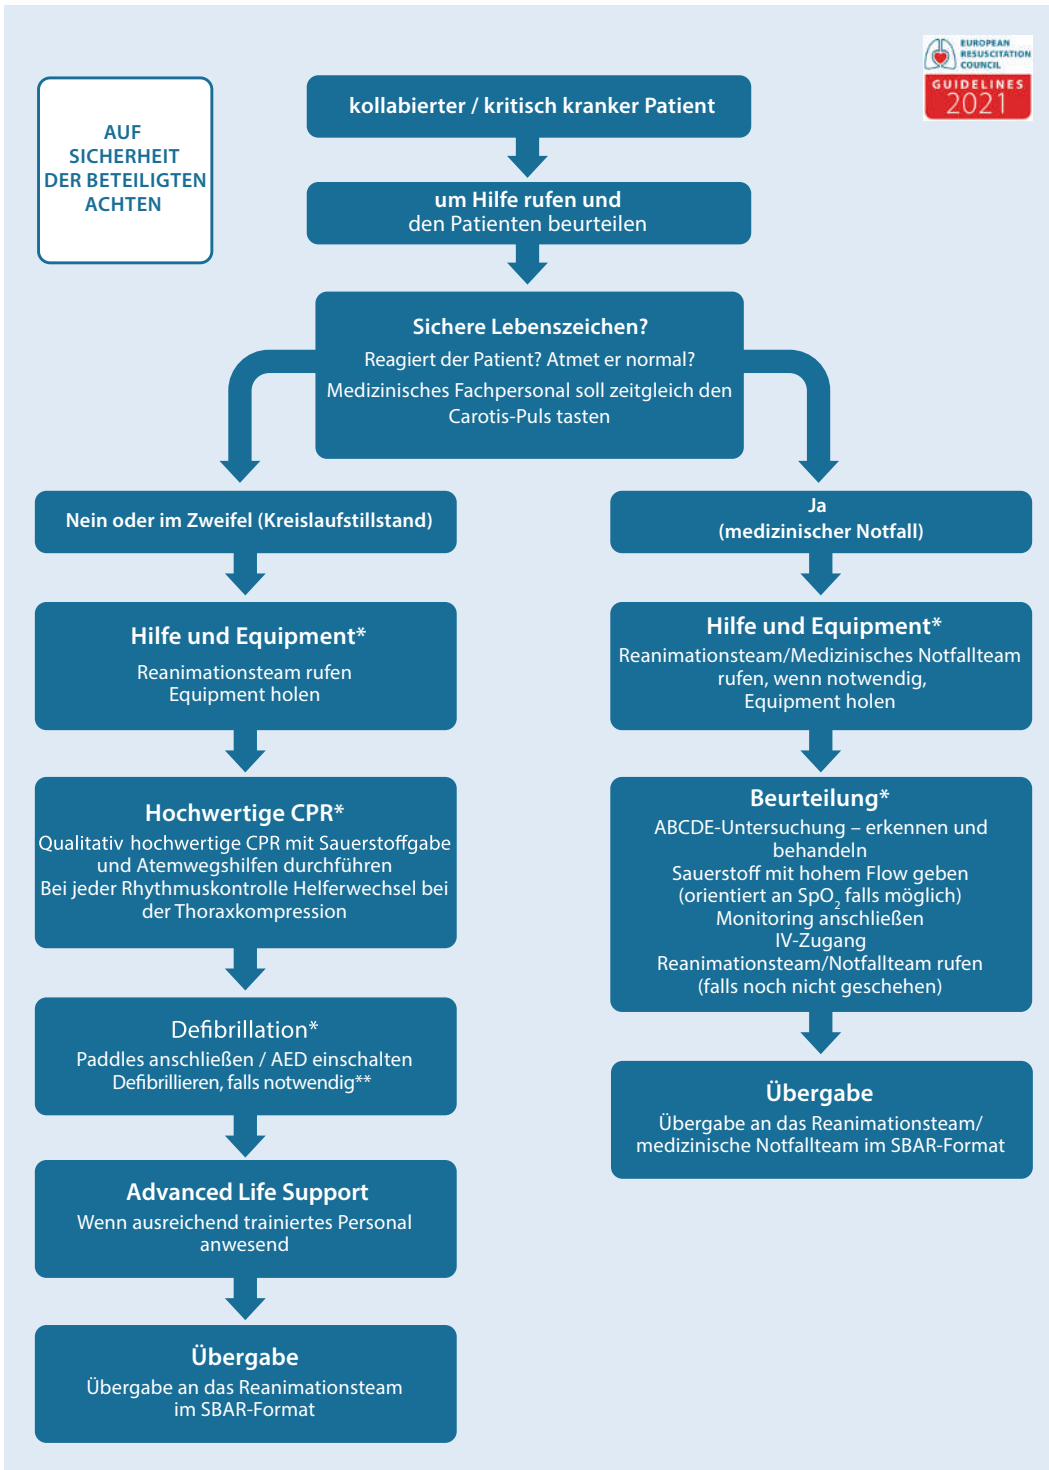 EUROPEAN
RESUSCITATION
COUNCIL
GUIDELINES
2021
AUF
SICHERHEIT
DER BETEILIGTEN
ACHTEN
kollabierter / kritisch kranker Patient
um Hilfe rufen und
den Patienten beurteilen
Sichere Lebenszeichen?
Reagiert der Patient? Atmet er normal?
Medizinisches Fachpersonal soll zeitgleich den
Carotis-Puls tasten
Nein oder im Zweifel (Kreislaufstillstand)
Hilfe und Equipment*
Reanimationsteam rufen
Equipment holen
Hochwertige CPR*
Qualitativ hochwertige CPR mit Sauerstoffgabe
und Atemwegshilfen durchführen
Bei jeder Rhythmuskontrolle Helferwechsel bei
der Thoraxkompression
Defibrillation*
Paddles anschließen / AED einschalten
Defibrillieren, falls notwendig**
Advanced Life Support
Wenn ausreichend trainiertes Personal
anwesend
Übergabe
Übergabe an das Reanimationsteam
im SBAR-Format
Ja
(medizinischer Notfall)
Hilfe und Equipment*
Reanimationsteam/Medizinisches Notfallteam
rufen, wenn notwendig,
Equipment holen
Beurteilung*
ABCDE-Untersuchung – erkennen und
behandeln
Sauerstoff mit hohem Flow geben
(orientiert an SpO₂ falls möglich)
Monitoring anschließen
IV-Zugang
Reanimationsteam/Notfallteam rufen
(falls noch nicht geschehen)
Übergabe
Übergabe an das Reanimationsteam/
medizinische Notfallteam im SBAR-Format